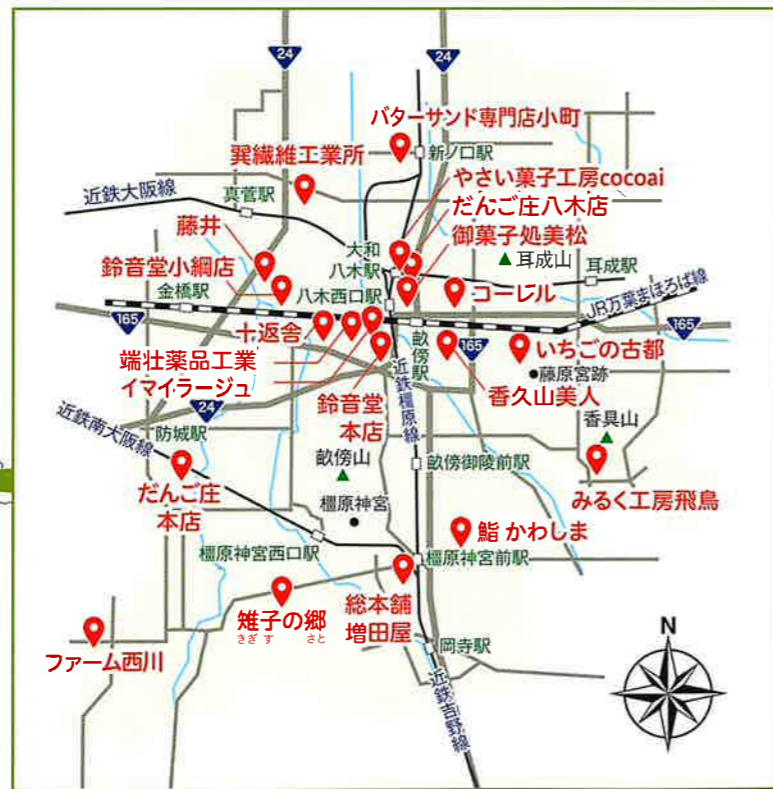 24
24
バターサンド専門店小町
新ノ口駅
巽繊維工業所
近鉄大阪線
真菅駅
やさい菓子工房cocoai
だんご庄八木店
御菓子処美松
藤井
大和
八木駅
耳成山
耳成駅
鈴音堂小綱店
金橋駅
八木西口駅
コーレル
JR万葉まほろば線
165
十返舎
畝傍駅
165
165
いちごの古都
端壮薬品工業
イマイラージュ
藤原宮跡
香久山美人
鈴音堂
本店
近鉄橿原線
24
香具山
近鉄南大阪線
防城駅
畝傍山
畝傍御陵前駅
だんご庄
本店
みるく工房飛鳥
橿原神宮
鮨 かわしま
橿原神宮西口駅
橿原神宮前駅
雉子の郷
きぎす さと
総本舗
増田屋
岡寺駅
ファーム西川
近鉄吉野線
N